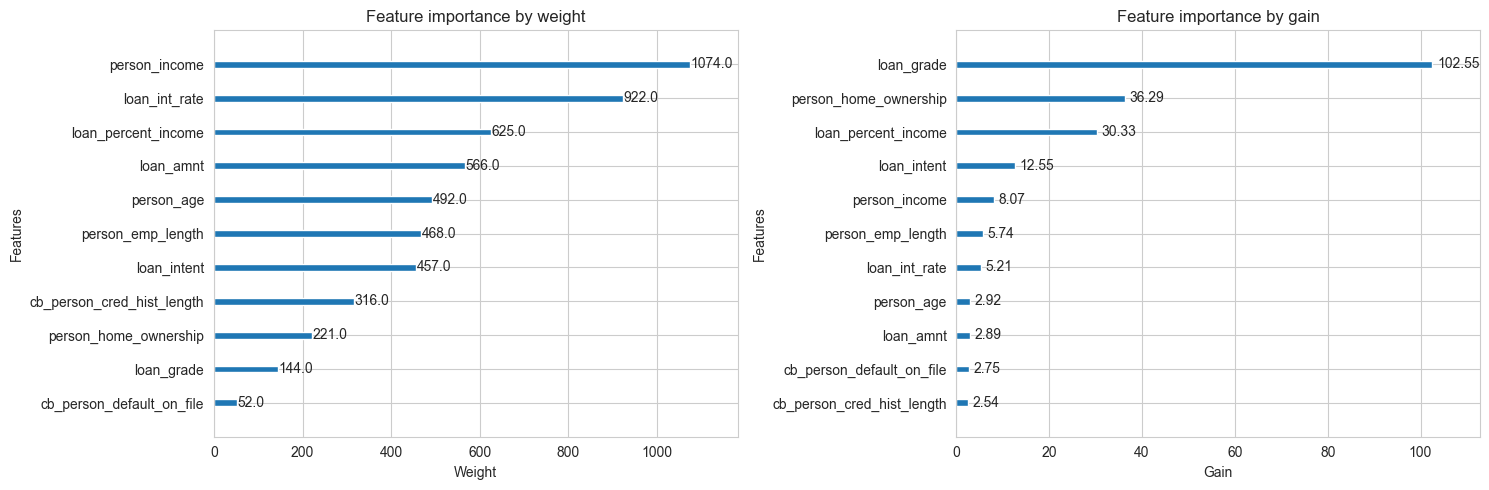 Feature importance by weight
Features
person_income 1074.0
loan_int_rate 922.0
loan_percent_income 625.0
loan_amnt 566.0
person_age 492.0
person_emp_length 468.0
loan_intent 457.0
cb_person_cred_hist_length 316.0
person_home_ownership 221.0
loan_grade 144.0
cb_person_default_on_file 52.0
0 200 400 600 800 1000
Weight
Feature importance by gain
Features
loan_grade 102.55
person_home_ownership 36.29
loan_percent_income 30.33
loan_intent 12.55
person_income 8.07
person_emp_length 5.74
loan_int_rate 5.21
person_age 2.92
loan_amnt 2.89
cb_person_default_on_file 2.75
cb_person_cred_hist_length 2.54
0 20 40 60 80 100
Gain